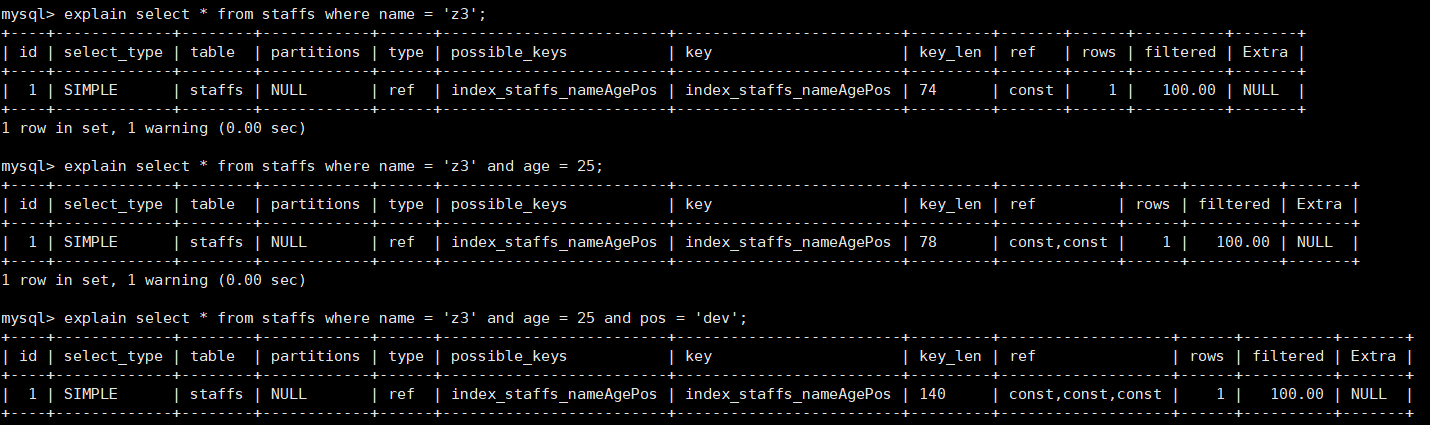 mysql> explain select * from staffs where name = 'z3';
+----+-------------+--------+------------+------+-------------------------+-------------------------+---------+-------+------+----------+-------+
| id | select_type | table  | partitions | type | possible_keys           | key                     | key_len | ref   | rows | filtered | Extra |
+----+-------------+--------+------------+------+-------------------------+-------------------------+---------+-------+------+----------+-------+
|  1 | SIMPLE      | staffs | NULL       | ref  | index_staffs_nameAgePos | index_staffs_nameAgePos | 74      | const |    1 |   100.00 | NULL  |
+----+-------------+--------+------------+------+-------------------------+-------------------------+---------+-------+------+----------+-------+
1 row in set, 1 warning (0.00 sec)
mysql> explain select * from staffs where name = 'z3' and age = 25;
+----+-------------+--------+------------+------+-------------------------+-------------------------+---------+-------------+------+----------+-------+
| id | select_type | table  | partitions | type | possible_keys           | key                     | key_len | ref         | rows | filtered | Extra |
+----+-------------+--------+------------+------+-------------------------+-------------------------+---------+-------------+------+----------+-------+
|  1 | SIMPLE      | staffs | NULL       | ref  | index_staffs_nameAgePos | index_staffs_nameAgePos | 78      | const,const |    1 |   100.00 | NULL  |
+----+-------------+--------+------------+------+-------------------------+-------------------------+---------+-------------+------+----------+-------+
1 row in set, 1 warning (0.00 sec)
mysql> explain select * from staffs where name = 'z3' and age = 25 and pos = 'dev';
+----+-------------+--------+------------+------+-------------------------+-------------------------+---------+-------------------+------+----------+-------+
| id | select_type | table  | partitions | type | possible_keys           | key                     | key_len | ref               | rows | filtered | Extra |
+----+-------------+--------+------------+------+-------------------------+-------------------------+---------+-------------------+------+----------+-------+
|  1 | SIMPLE      | staffs | NULL       | ref  | index_staffs_nameAgePos | index_staffs_nameAgePos | 140     | const,const,const |    1 |   100.00 | NULL  |
+----+-------------+--------+------------+------+-------------------------+-------------------------+---------+-------------------+------+----------+-------+